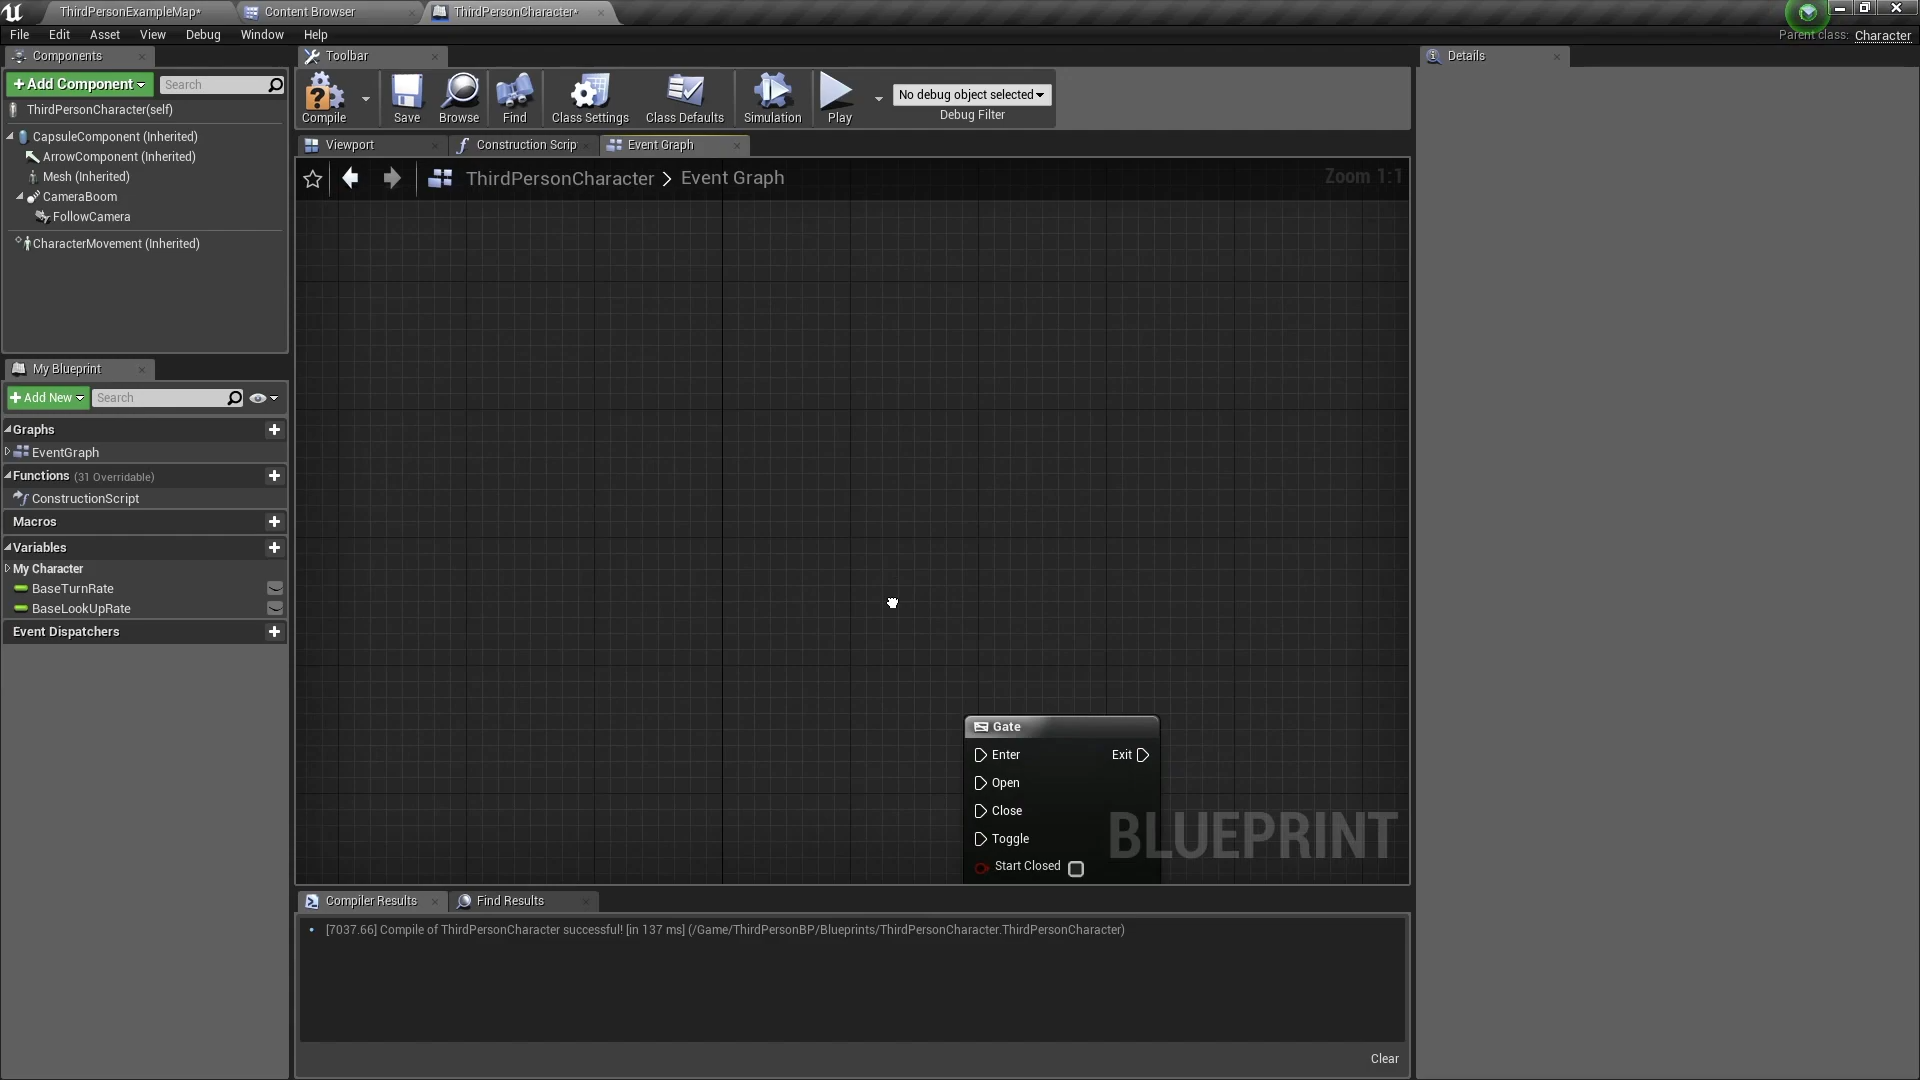 ThirdPersonExampleMap*
Content Browser
ThirdPersonCharacter*
File Edit Asset View Debug Window Help
Parent class: Character
Components
+Add Component
Search
ThirdPersonCharacter(self)
CapsuleComponent (Inherited)
ArrowComponent (Inherited)
Mesh (Inherited)
CameraBoom
FollowCamera
CharacterMovement (Inherited)
My Blueprint
+Add New
Search
Graphs
EventGraph
Functions (31 Overridable)
ConstructionScript
Macros
Variables
My Character
BaseTurnRate
BaseLookUpRate
Event Dispatchers
Toolbar
Compile
Save
Browse
Find
Class Settings
Class Defaults
Simulation
Play
No debug object selected
Debug Filter
Viewport
Construction Scrip
Event Graph
ThirdPersonCharacter > Event Graph
Zoom 1:1
Gate
Enter Exit
Open
Close
Toggle
Start Closed
BLUEPRINT
Compiler Results
Find Results
[7037.66] Compile of ThirdPersonCharacter successful! [in 137 ms] (/Game/ThirdPersonBP/Blueprints/ThirdPersonCharacter.ThirdPersonCharacter)
Clear
Details